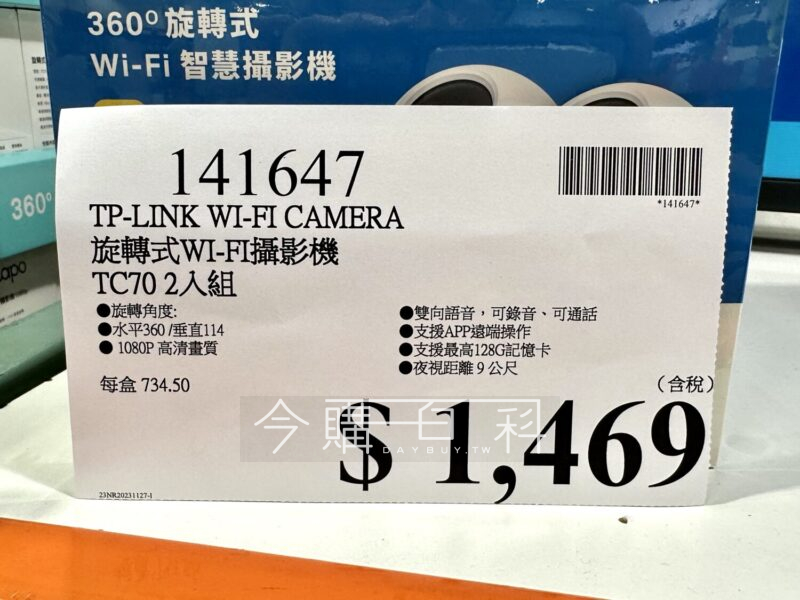 360° 旋轉式
Wi-Fi 智慧攝影機
360°
apo
141647
*141647*
TP-LINK WI-FI CAMERA
旋轉式WI-FI攝影機
TC70 2入組
●旋轉角度:
●水平360 /垂直114
● 1080P 高清畫質
●雙向語音，可錄音、可通話
●支援APP遠端操作
●支援最高128G記憶卡
●夜視距離 9 公尺
每盒 734.50
（含稅）
$ 1,469
今購百科
DAYBUY.TW
23NR20231127-1